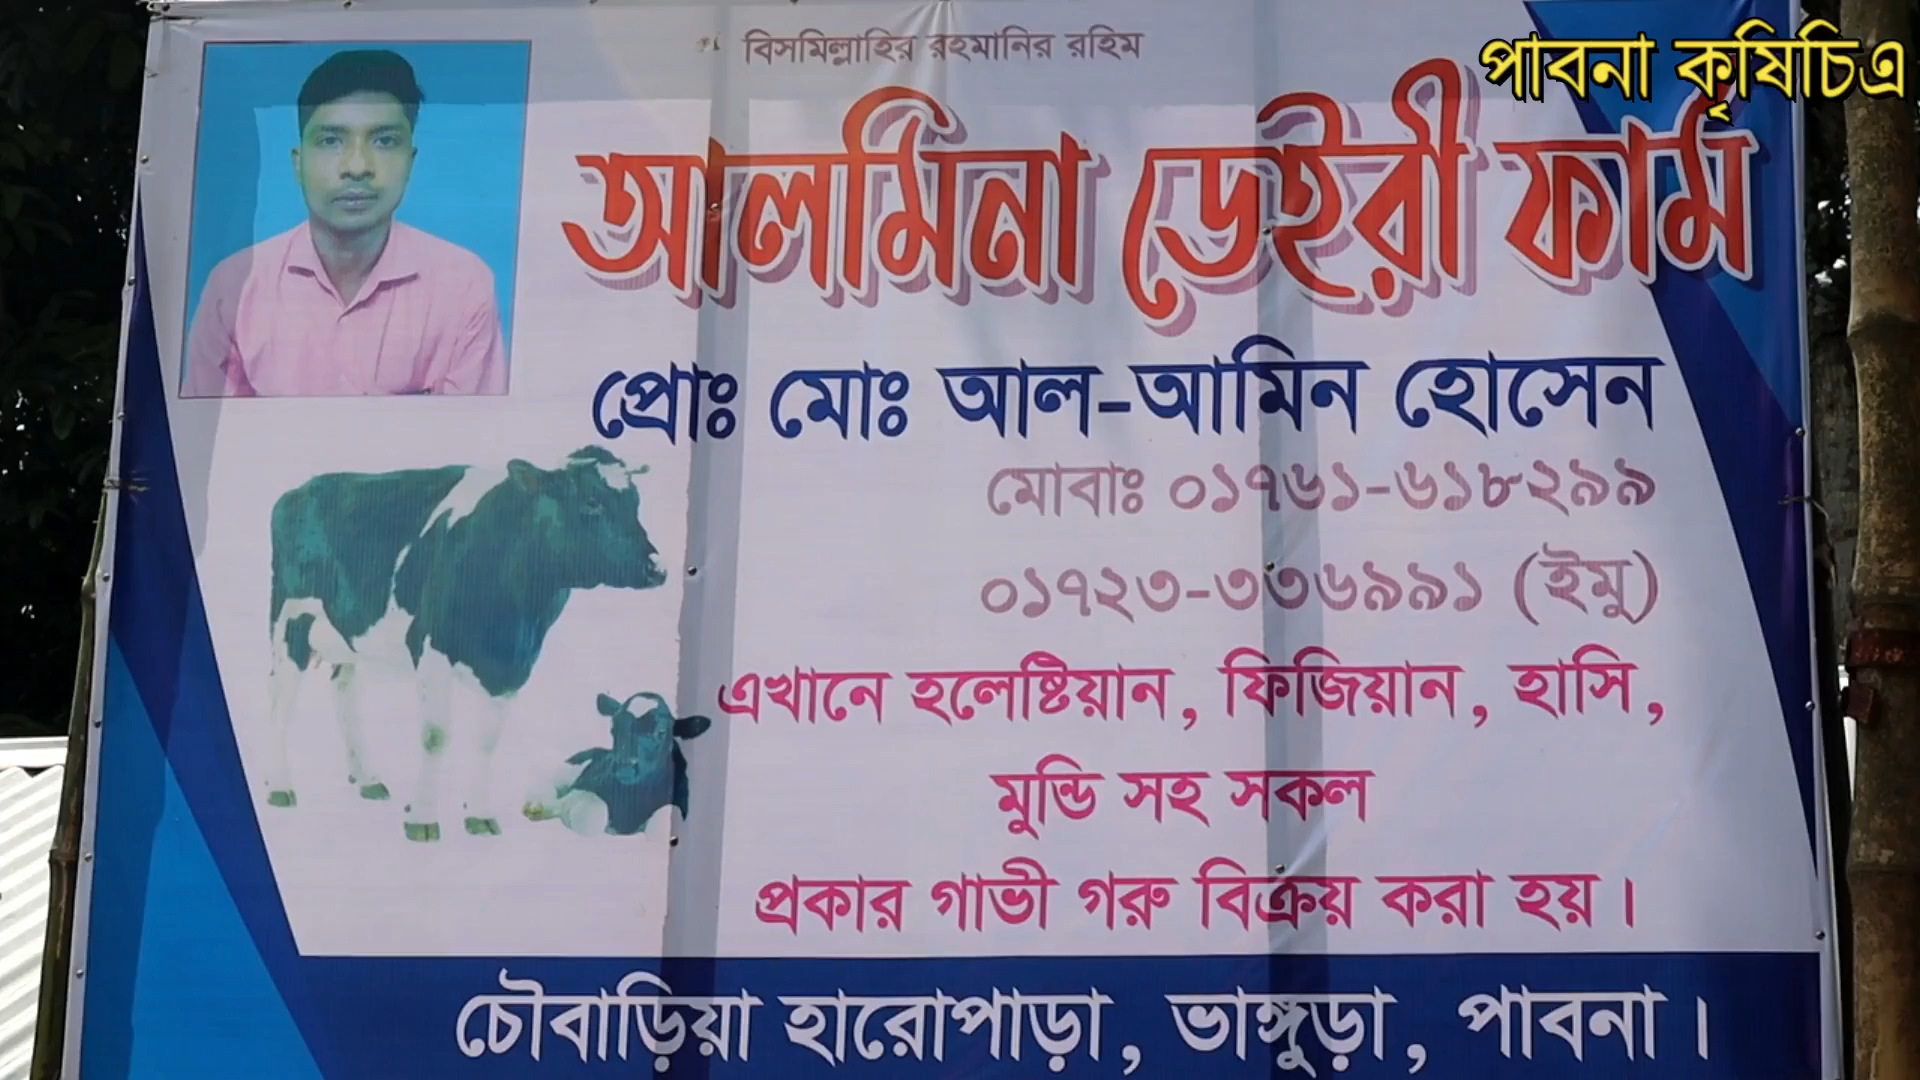 পাবনা কৃষিচিএ
বিসমিল্লাহির রহমানির রহিম
আলমিনা ডেইরী ফার্ম
প্রোঃ মোঃ আল-আমিন হোসেন
মোবাঃ ০১৭৬১-৬১৮২৯৯
০১৭২৩-৩৩৬৯৯১ (ইমু)
এখানে হলেষ্টিয়ান, ফিজিয়ান, হাসি,
মুন্ডি সহ সকল
প্রকার গাভী গরু বিক্রয় করা হয়।
চৌবাড়িয়া হারোপাড়া, ভাঙ্গুড়া, পাবনা।